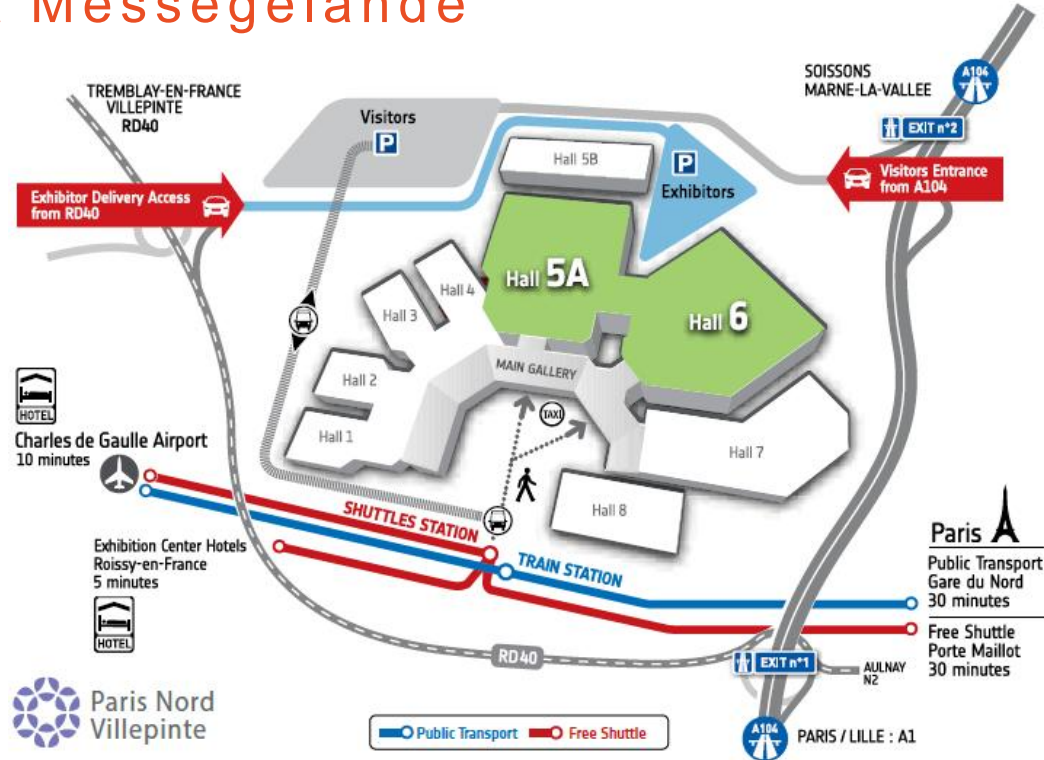 Messegelände
TREMBLAY-EN-FRANCE
VILLEPINTE
RD40
Visitors
P
SOISSONS
MARNE-LA-VALLEE
A104
EXIT n°2
Hall 5B
P
Exhibitors
Visitors Entrance
from A104
Exhibitor Delivery Access
from RD40
Hall 5A
Hall 4
Hall 3
Hall 6
MAIN GALLERY
Hall 2
TAXI
HOTEL
Hall 1
Charles de Gaulle Airport
10 minutes
Hall 7
Hall 8
SHUTTLES STATION
Paris
Exhibition Center Hotels
Roissy-en-France
5 minutes
TRAIN STATION
Public Transport
Gare du Nord
30 minutes
HOTEL
Free Shuttle
Porte Maillot
30 minutes
RD40
EXIT n°1
AULNAY
N2
Paris Nord
Villepinte
Public Transport
Free Shuttle
A104
PARIS / LILLE : A1